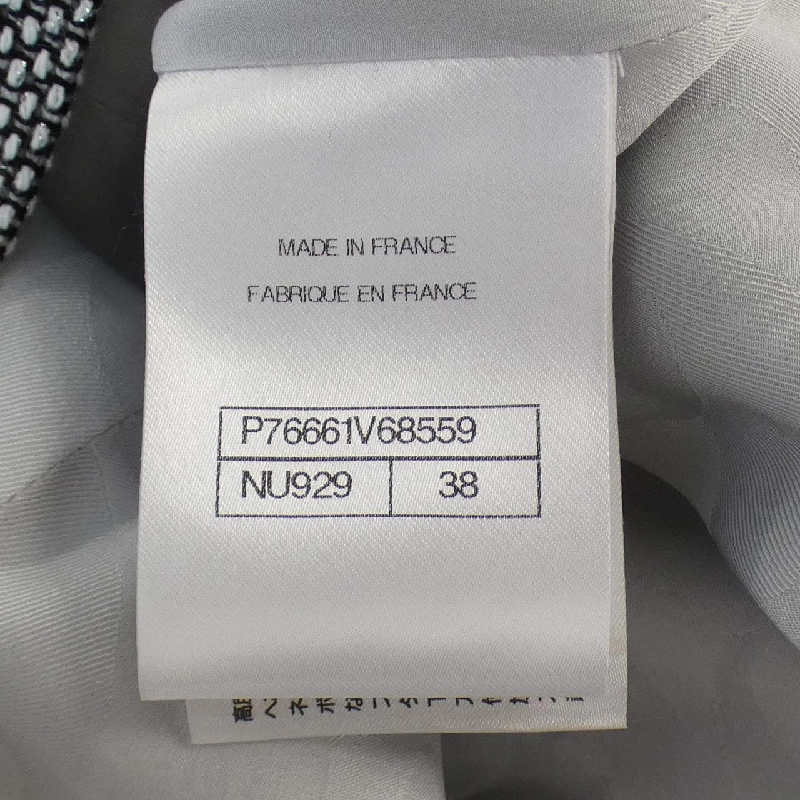 MADE IN FRANCE
FABRIQUE EN FRANCE
P76661V68559
NU929 38